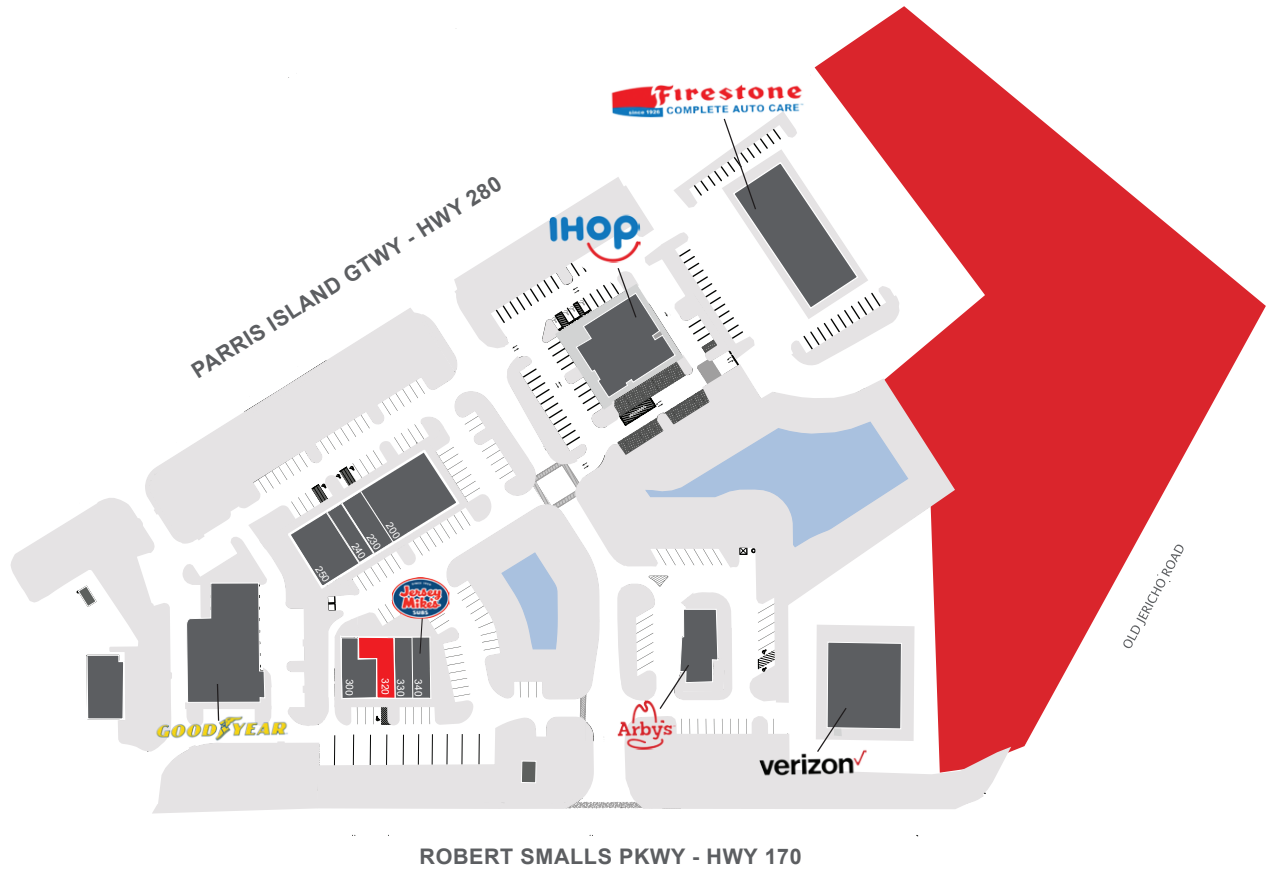 Firestone
since 1926
COMPLETE AUTO CARE
PARRIS ISLAND GTWY - HWY 280
IHOP
200
230
240
250
Jersey
Mike's
SUBS
OLD JERICHO ROAD
300
320
330
340
GOODYEAR
Arby's
verizon
ROBERT SMALLS PKWY - HWY 170